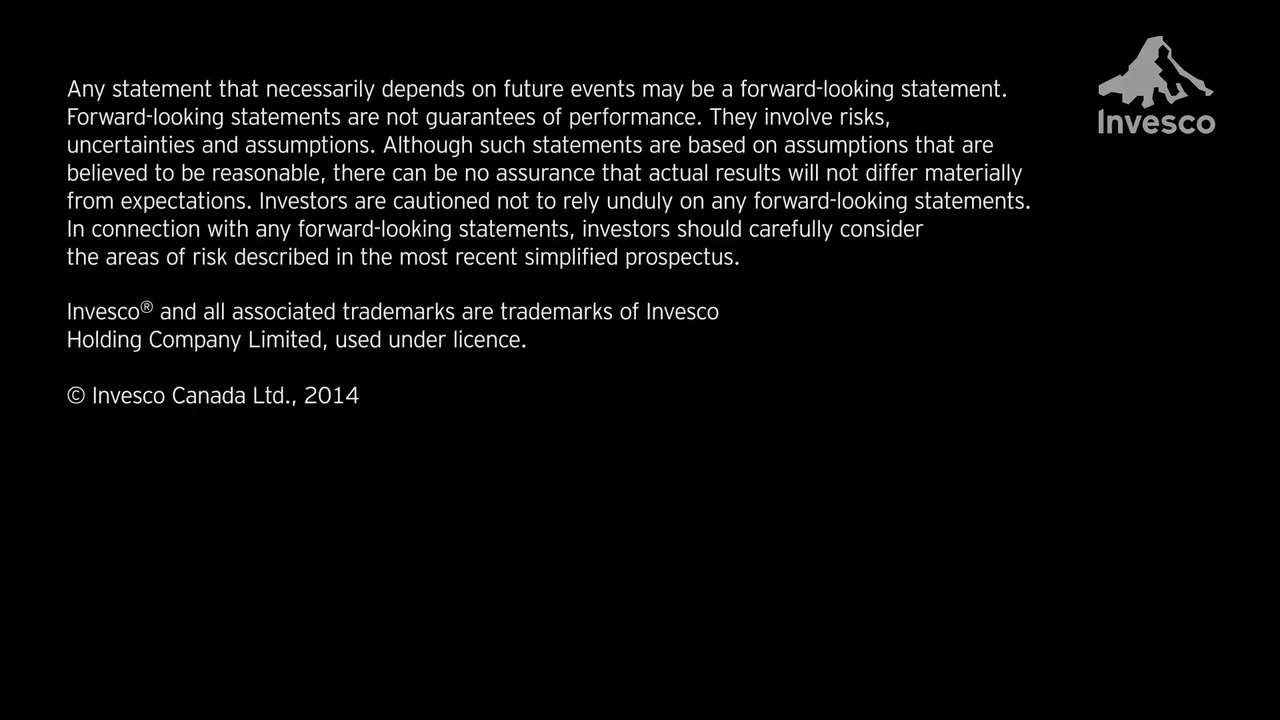 Any statement that necessarily depends on future events may be a forward-looking statement.
Forward-looking statements are not guarantees of performance. They involve risks,
uncertainties and assumptions. Although such statements are based on assumptions that are
believed to be reasonable, there can be no assurance that actual results will not differ materially
from expectations. Investors are cautioned not to rely unduly on any forward-looking statements.
In connection with any forward-looking statements, investors should carefully consider
the areas of risk described in the most recent simplified prospectus.
Invesco® and all associated trademarks are trademarks of Invesco
Holding Company Limited, used under licence.
© Invesco Canada Ltd., 2014
Invesco